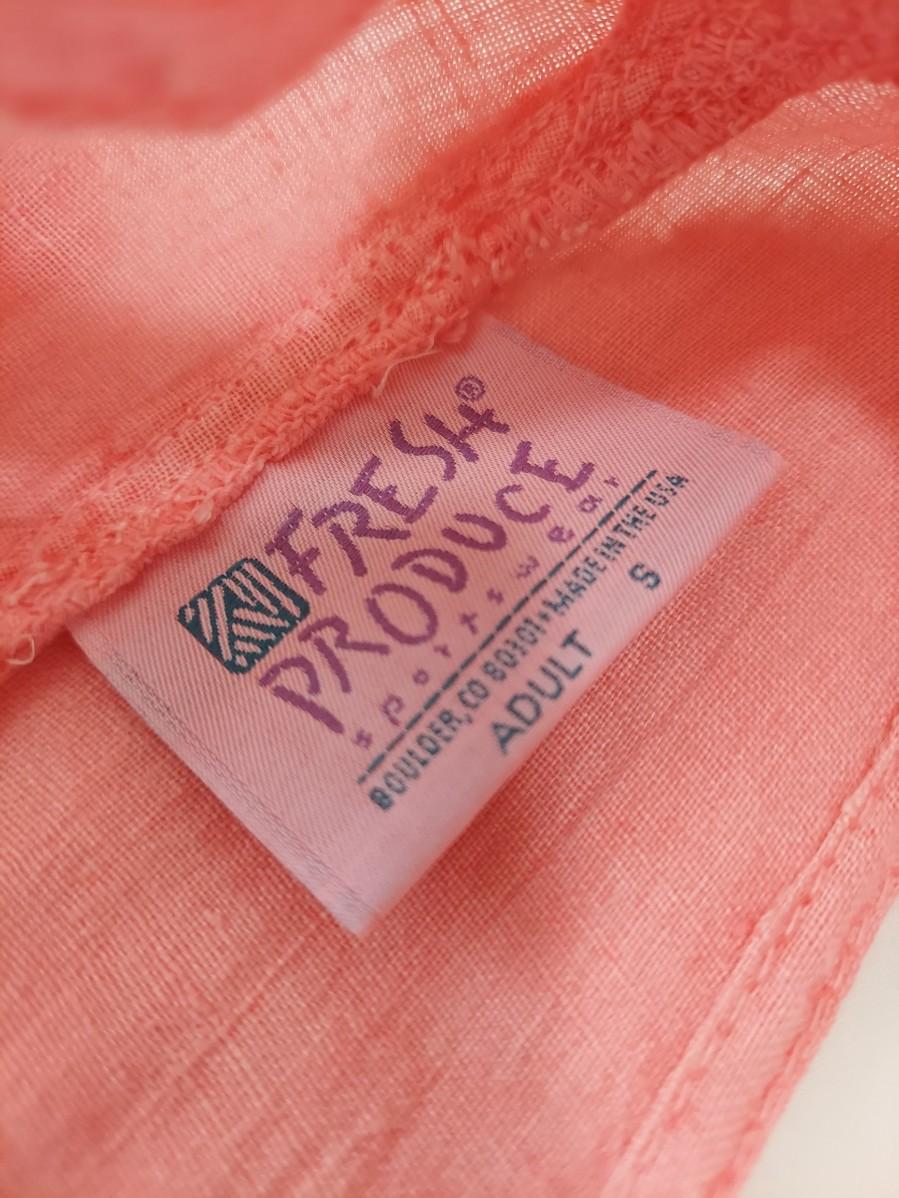 FRESH®
PRODUCE
sportswear
BOULDER, CO 80301•MADE IN THE USA
ADULT S